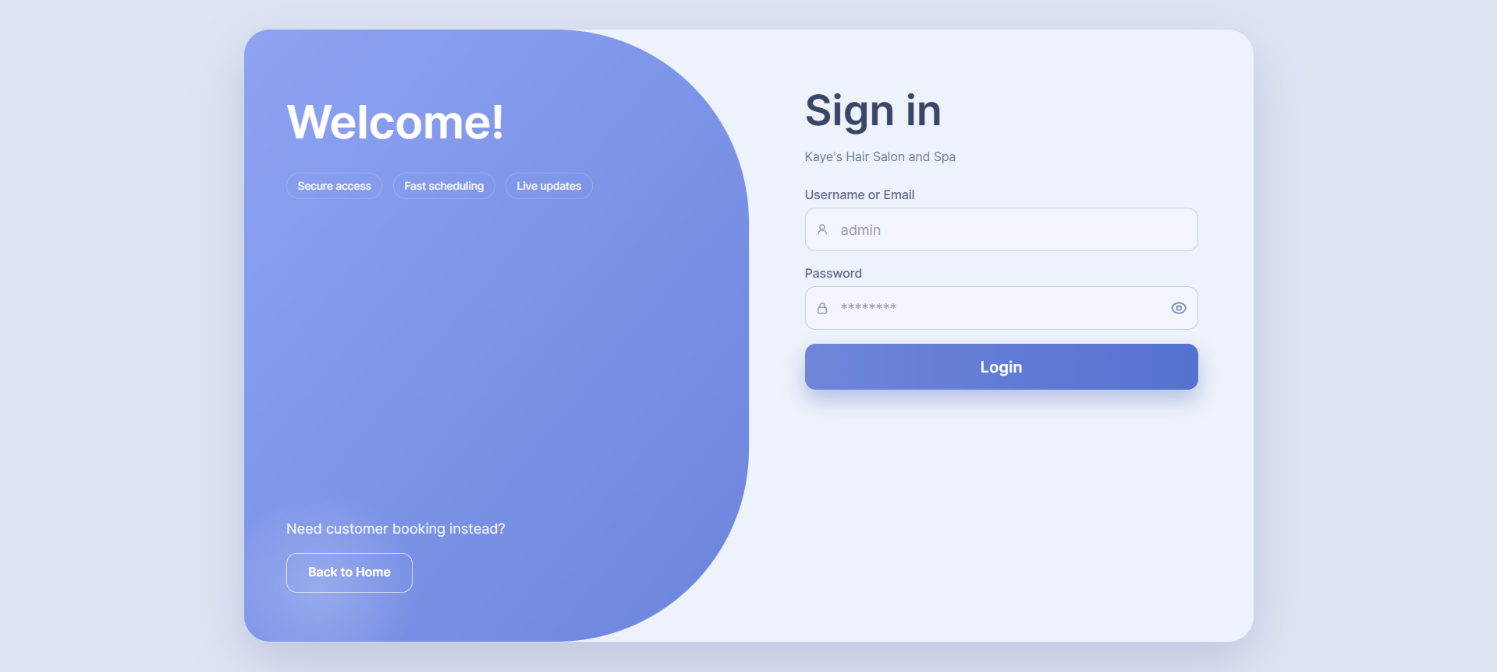 Welcome!
Secure access
Fast scheduling
Live updates
Need customer booking instead?
Back to Home
Sign in
Kaye's Hair Salon and Spa
Username or Email
admin
Password
********
Login